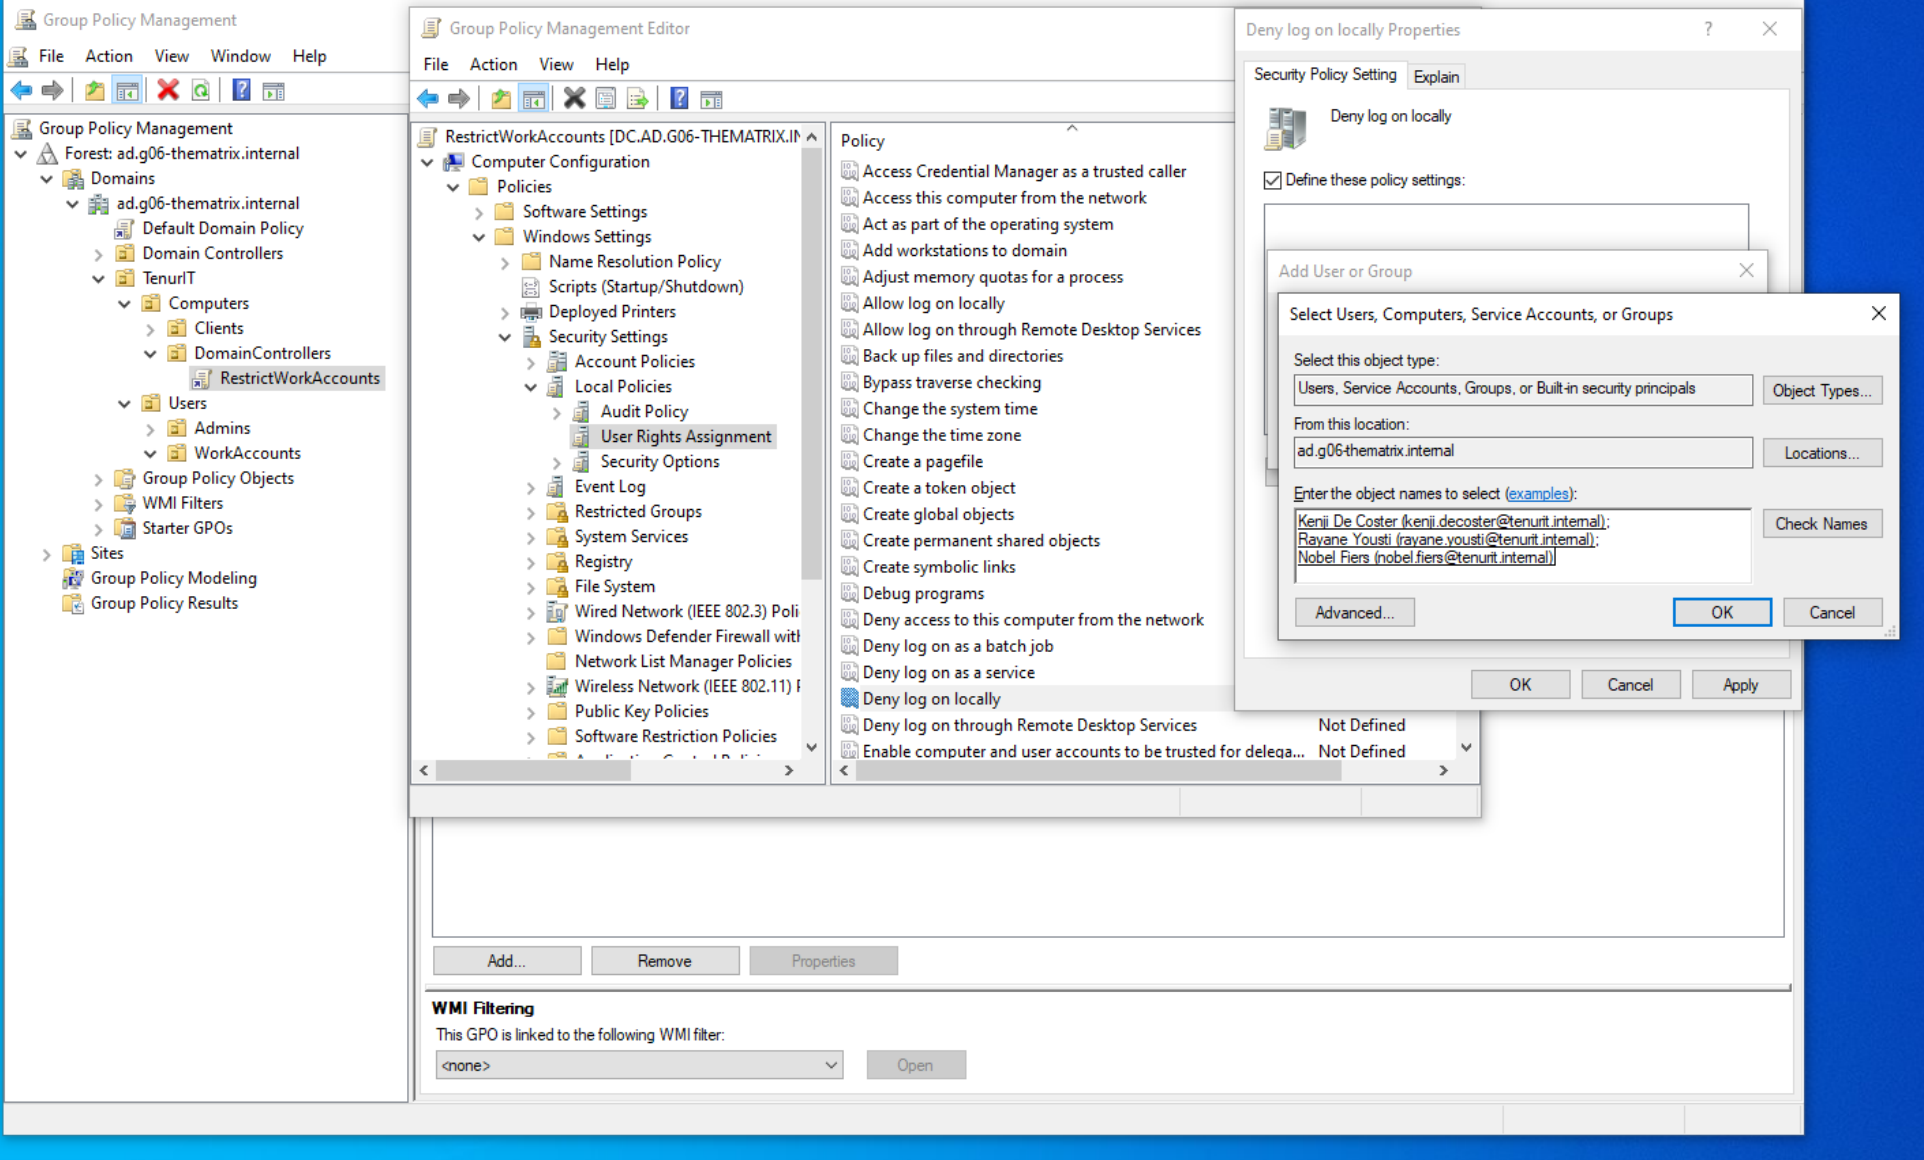 Group Policy Management
File Action View Window Help
Group Policy Management
Forest: ad.g06-thematrix.internal
Domains
ad.g06-thematrix.internal
Default Domain Policy
Domain Controllers
TenurIT
Computers
Clients
DomainControllers
RestrictWorkAccounts
Users
Admins
WorkAccounts
Group Policy Objects
WMI Filters
Starter GPOs
Sites
Group Policy Modeling
Group Policy Results
Group Policy Management Editor
File Action View Help
RestrictWorkAccounts [DC.AD.G06-THEMATRIX.IN
Computer Configuration
Policies
Software Settings
Windows Settings
Name Resolution Policy
Scripts (Startup/Shutdown)
Deployed Printers
Security Settings
Account Policies
Local Policies
Audit Policy
User Rights Assignment
Security Options
Event Log
Restricted Groups
System Services
Registry
File System
Wired Network (IEEE 802.3) Poli
Windows Defender Firewall with
Network List Manager Policies
Wireless Network (IEEE 802.11) P
Public Key Policies
Software Restriction Policies
Policy
Access Credential Manager as a trusted caller
Access this computer from the network
Act as part of the operating system
Add workstations to domain
Adjust memory quotas for a process
Allow log on locally
Allow log on through Remote Desktop Services
Back up files and directories
Bypass traverse checking
Change the system time
Change the time zone
Create a pagefile
Create a token object
Create global objects
Create permanent shared objects
Create symbolic links
Debug programs
Deny access to this computer from the network
Deny log on as a batch job
Deny log on as a service
Deny log on locally
Deny log on through Remote Desktop Services Not Defined
Enable computer and user accounts to be trusted for delega... Not Defined
Deny log on locally Properties
?
Security Policy Setting Explain
Deny log on locally
Define these policy settings:
Add User or Group
Select Users, Computers, Service Accounts, or Groups
Select this object type:
Users, Service Accounts, Groups, or Built-in security principals Object Types...
From this location:
ad.g06-thematrix.internal Locations...
Enter the object names to select (examples):
Kenji De Coster (kenji.decoster@tenurit.internal);
Rayane Yousti (rayane.yousti@tenurit.internal);
Nobel Fiers (nobel.fiers@tenurit.internal)
Check Names
Advanced... OK Cancel
OK Cancel Apply
Add... Remove Properties
WMI Filtering
This GPO is linked to the following WMI filter:
<none> Open